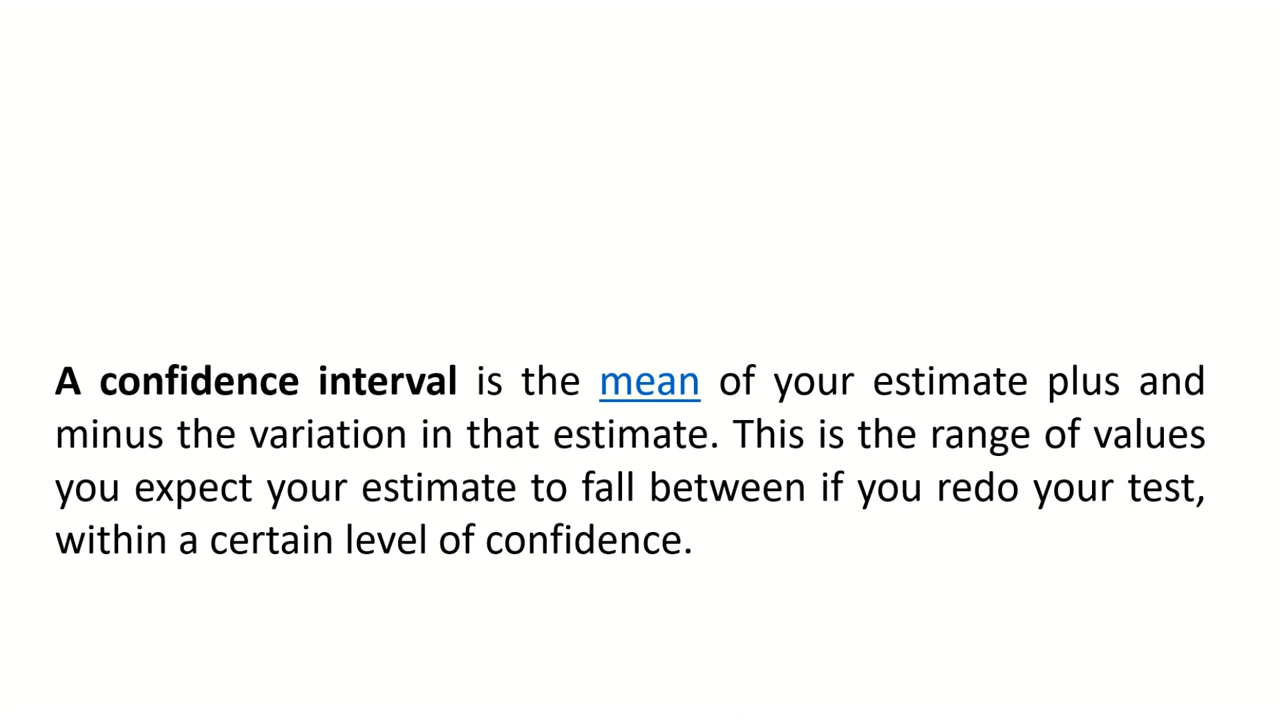 A confidence interval is the mean of your estimate plus and
minus the variation in that estimate. This is the range of values
you expect your estimate to fall between if you redo your test,
within a certain level of confidence.